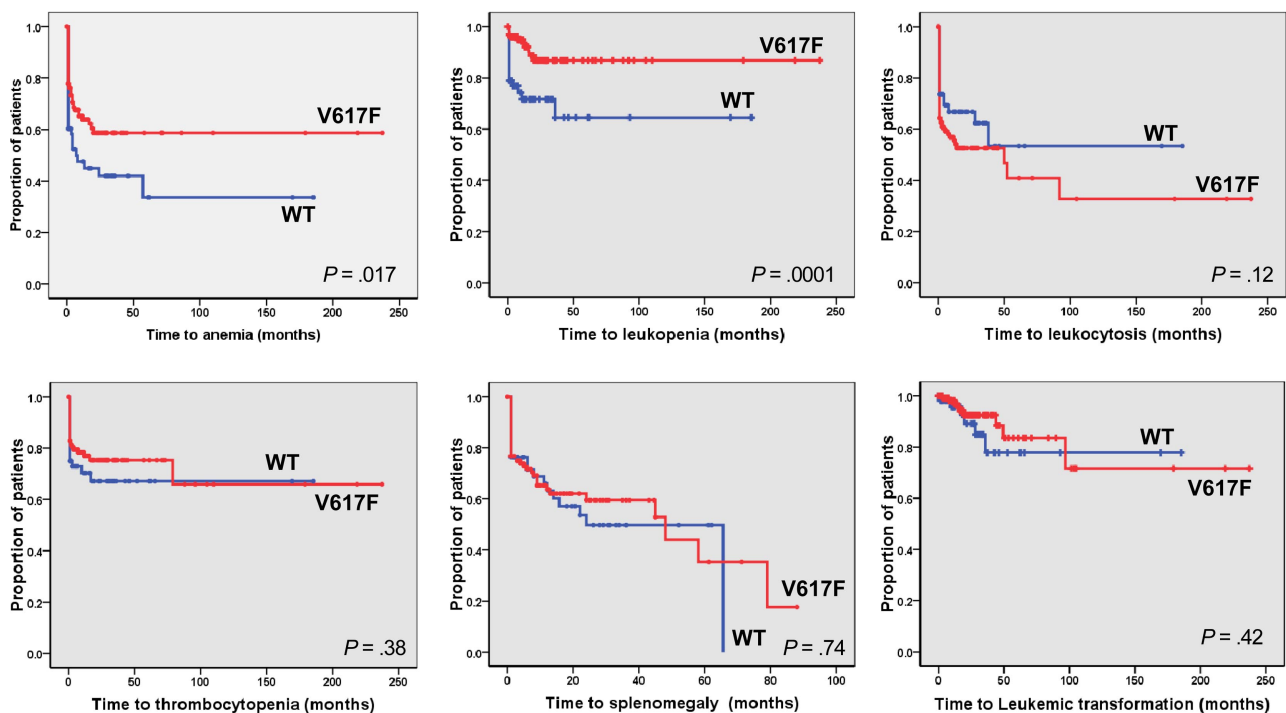 Proportion of patients
1.0
0.8
0.6
0.4
0.2
0.0
V617F
WT
P = .017
0 50 100 150 200 250
Time to anemia (months)
Proportion of patients
1.0
0.8
0.6
0.4
0.2
0.0
V617F
WT
P = .0001
0 50 100 150 200 250
Time to leukopenia (months)
Proportion of patients
1.0
0.8
0.6
0.4
0.2
0.0
WT
V617F
P = .12
0 50 100 150 200 250
Time to leukocytosis (months)
Proportion of patients
1.0
0.8
0.6
0.4
0.2
0.0
WT
V617F
P = .38
0 50 100 150 200 250
Time to thrombocytopenia (months)
Proportion of patients
1.0
0.8
0.6
0.4
0.2
0.0
V617F
WT
P = .74
0 20 40 60 80 100
Time to splenomegaly (months)
Proportion of patients
1.0
0.8
0.6
0.4
0.2
0.0
WT
V617F
P = .42
0 50 100 150 200 250
Time to Leukemic transformation (months)